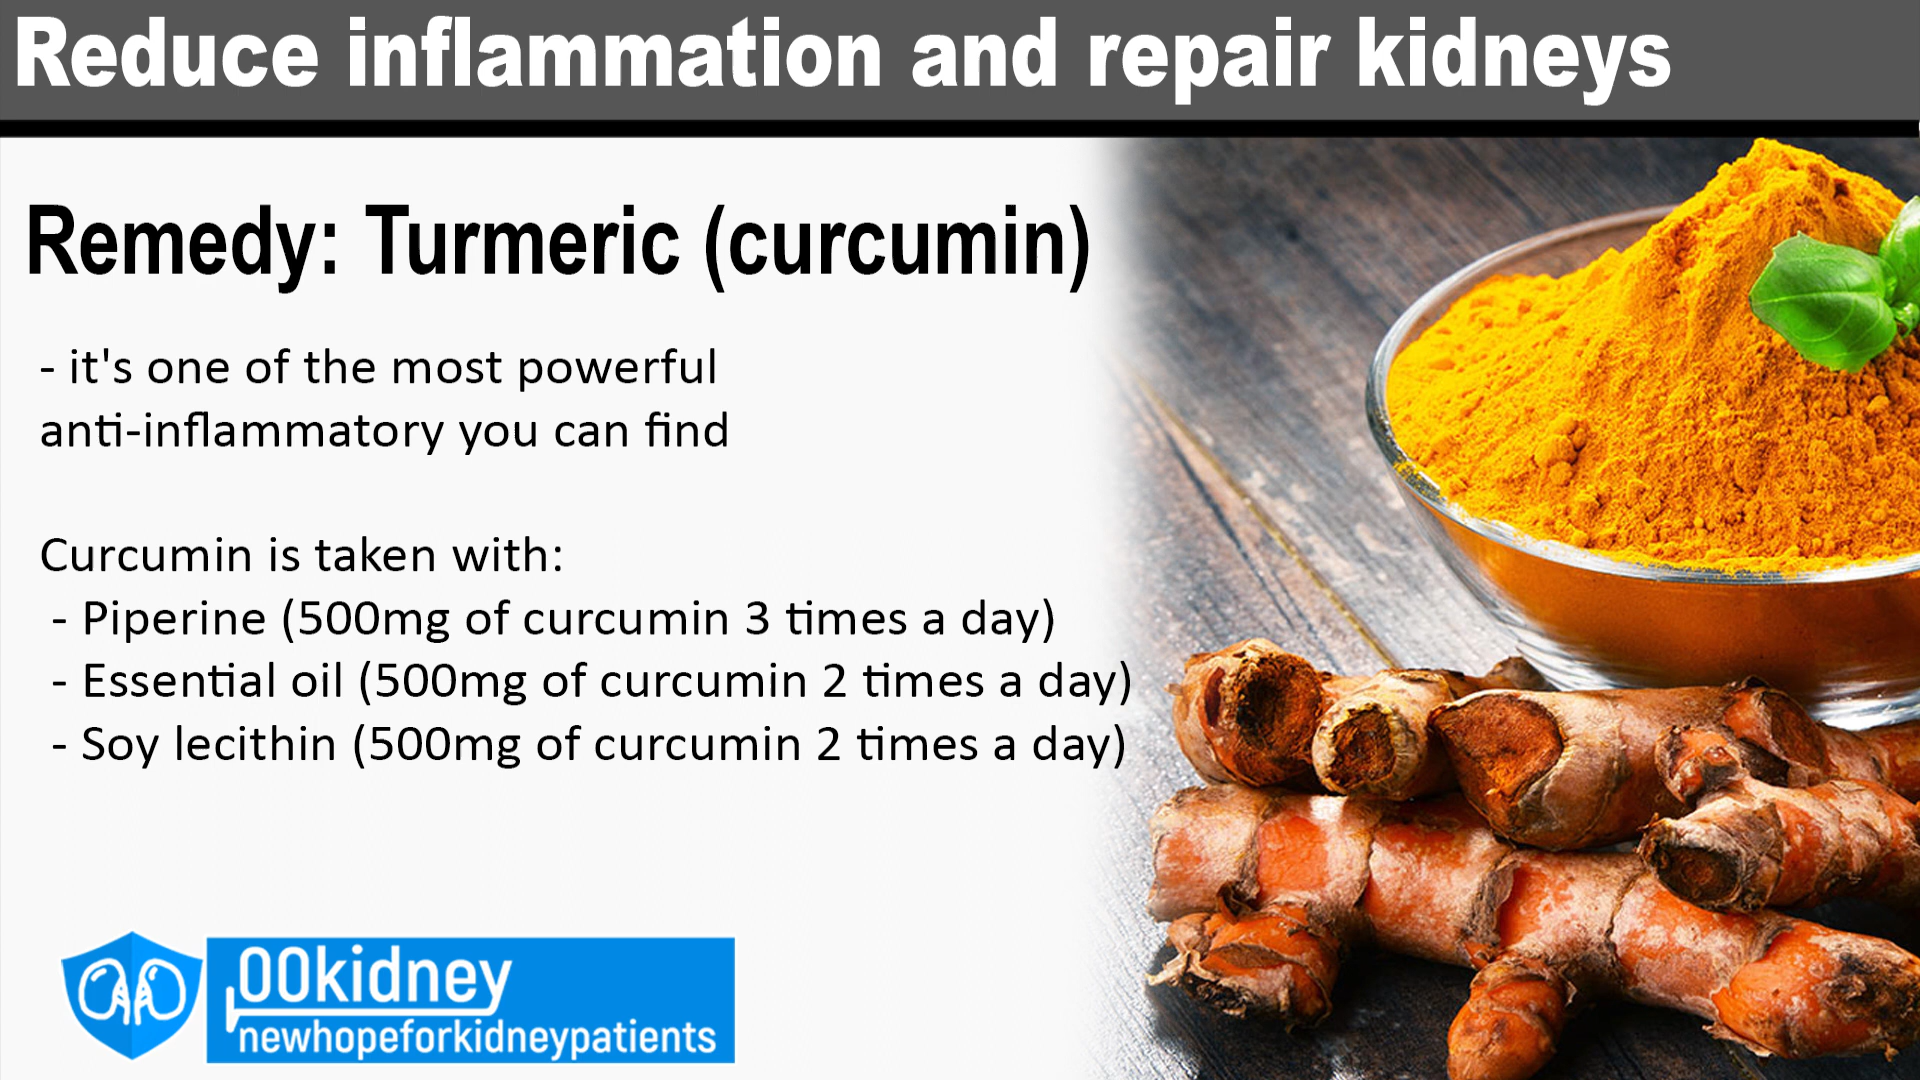 Reduce inflammation and repair kidneys
Remedy: Turmeric (curcumin)
- it's one of the most powerful
anti-inflammatory you can find
Curcumin is taken with:
- Piperine (500mg of curcumin 3 times a day)
- Essential oil (500mg of curcumin 2 times a day)
- Soy lecithin (500mg of curcumin 2 times a day)
00kidney
newhopeforkidneypatients